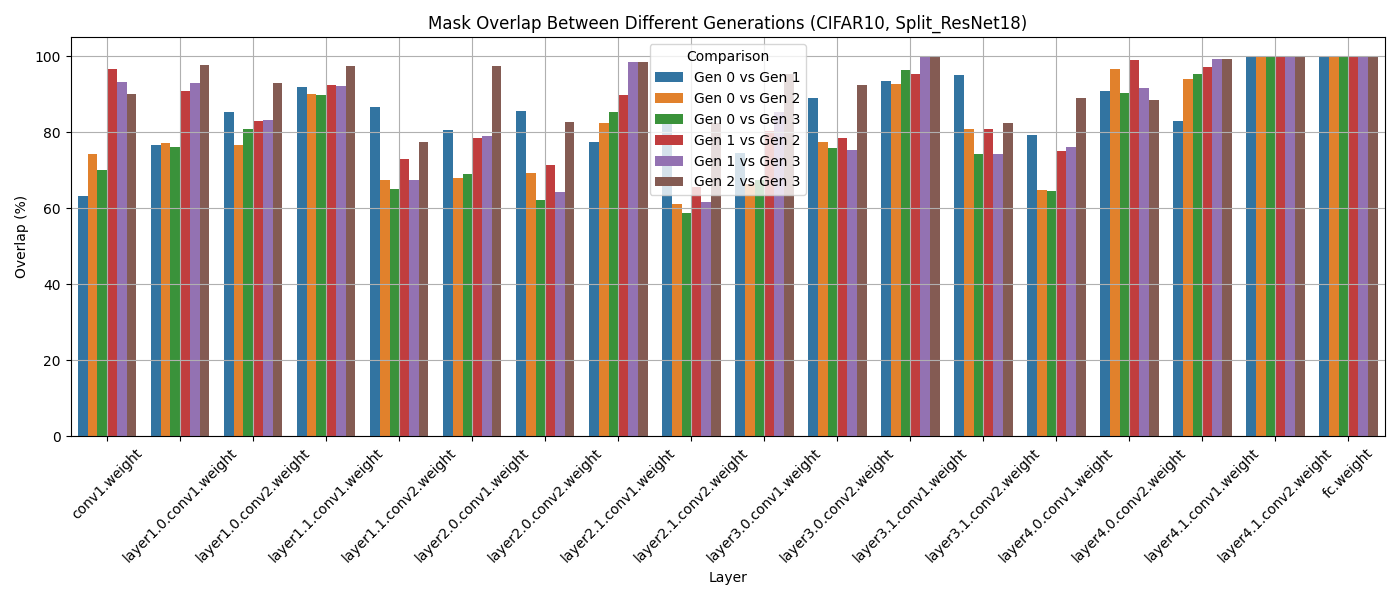 Mask Overlap Between Different Generations (CIFAR10, Split_ResNet18)
Comparison
Gen 0 vs Gen 1
Gen 0 vs Gen 2
Gen 0 vs Gen 3
Gen 1 vs Gen 2
Gen 1 vs Gen 3
Gen 2 vs Gen 3
Overlap (%)
100
80
60
40
20
0
conv1.weight
layer1.0.conv1.weight
layer1.0.conv2.weight
layer1.1.conv1.weight
layer1.1.conv2.weight
layer2.0.conv1.weight
layer2.0.conv2.weight
layer2.1.conv1.weight
layer2.1.conv2.weight
layer3.0.conv1.weight
layer3.0.conv2.weight
layer3.1.conv1.weight
layer3.1.conv2.weight
layer4.0.conv1.weight
layer4.0.conv2.weight
layer4.1.conv1.weight
layer4.1.conv2.weight
fc.weight
Layer